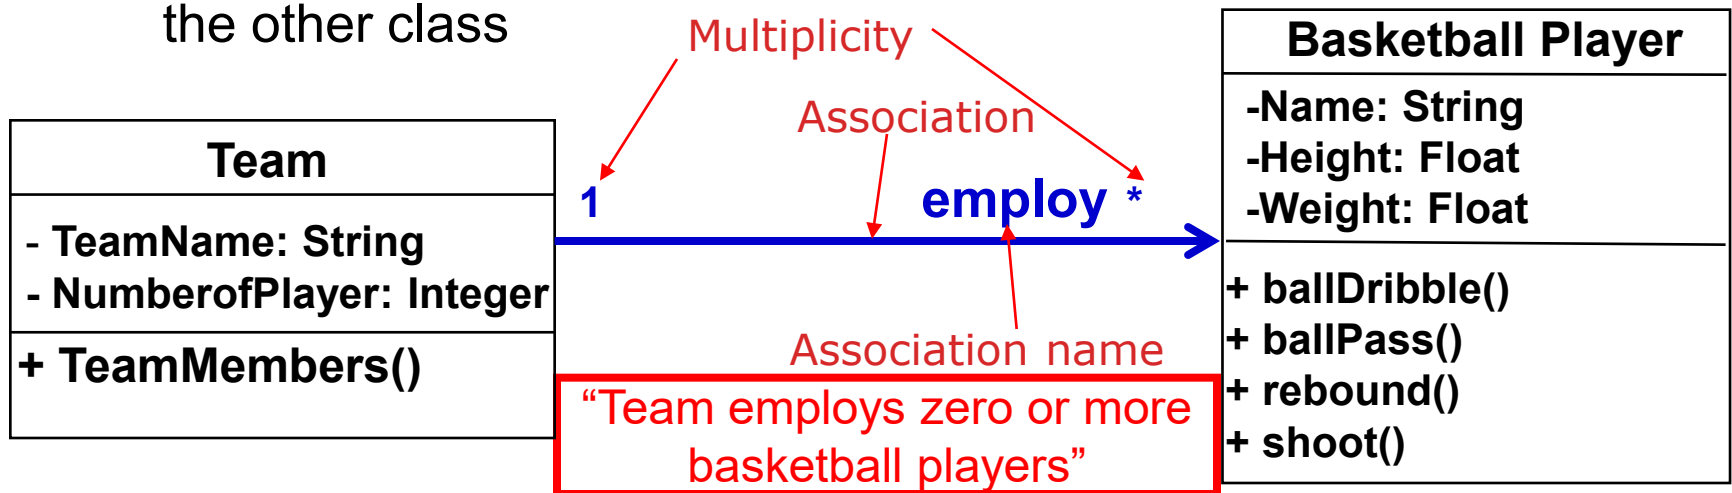 the other class
Multiplicity
Association
Team
- TeamName: String
- NumberofPlayer: Integer
+ TeamMembers()
1
employ *
Association name
“Team employs zero or more
basketball players”
Basketball Player
-Name: String
-Height: Float
-Weight: Float
+ ballDribble()
+ ballPass()
+ rebound()
+ shoot()